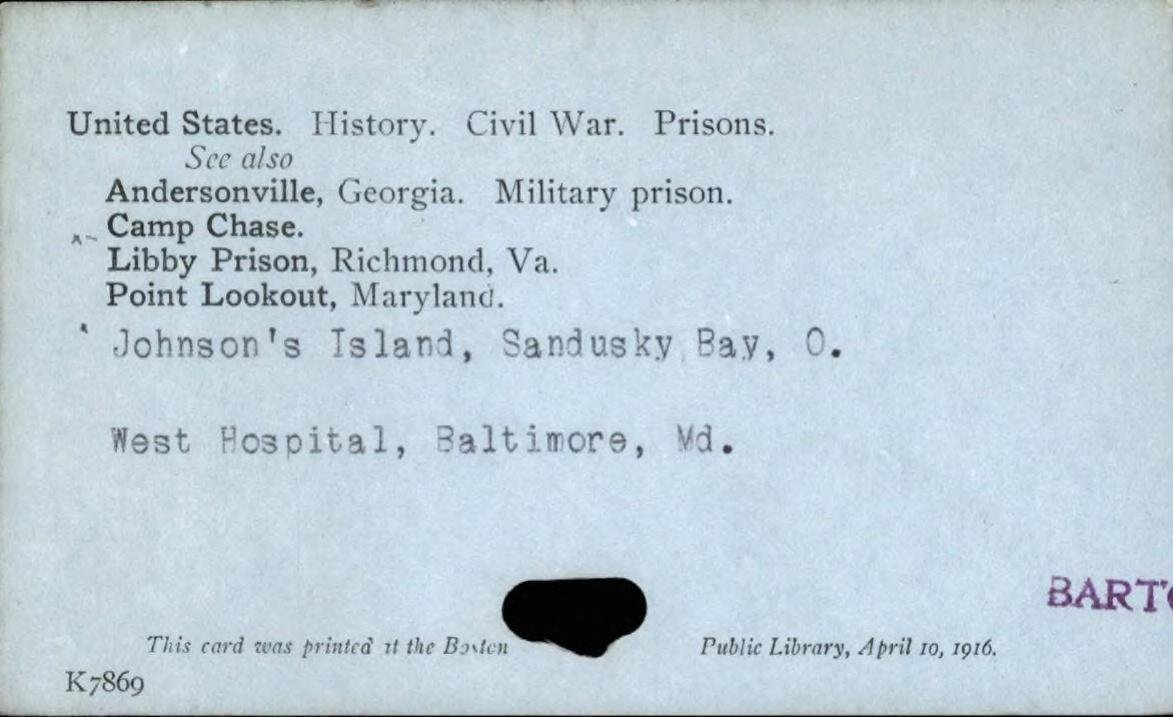 United States. History. Civil War. Prisons.
See also
Andersonville, Georgia. Military prison.
Camp Chase.
Libby Prison, Richmond, Va.
Point Lookout, Maryland.
Johnson's Island, Sandusky Bay, O.
West Hospital, Baltimore, Md.
BART
This card was printed at the Boston Public Library, April 10, 1916.
K7869